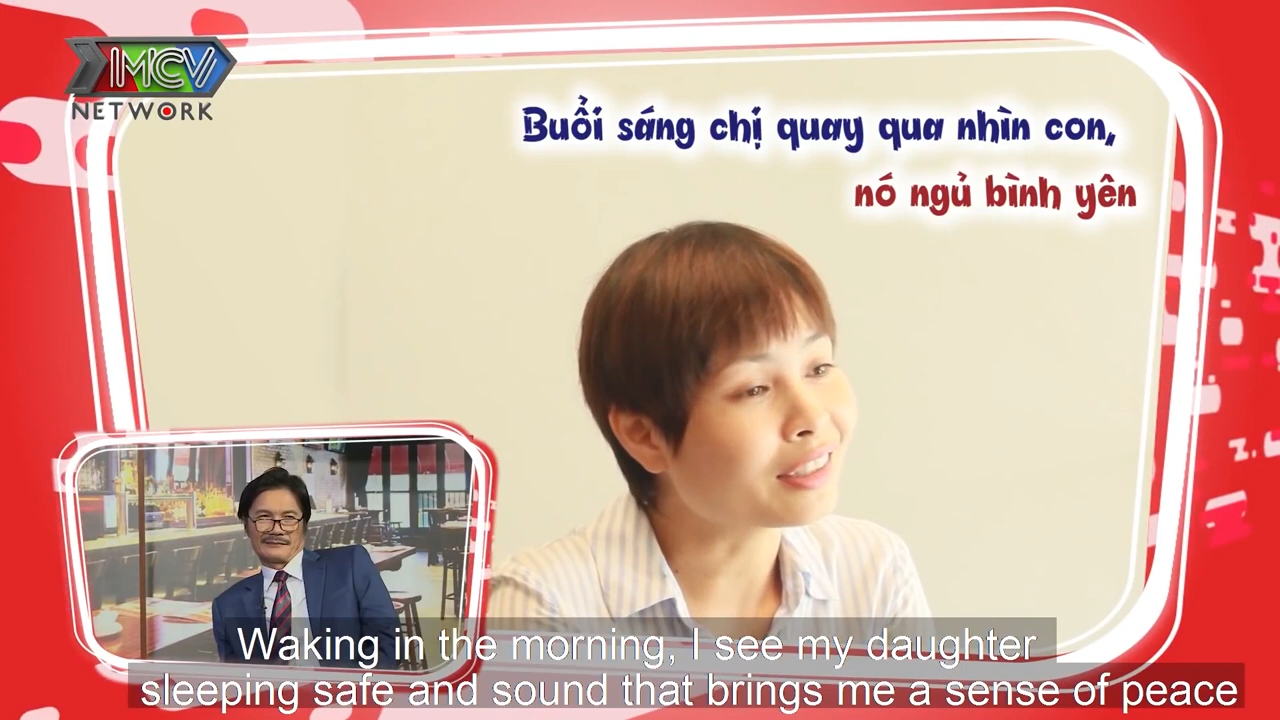 MCV
NETWORK
Buổi sáng chị quay qua nhìn con,
nó ngủ bình yên
Waking in the morning, I see my daughter
sleeping safe and sound that brings me a sense of peace